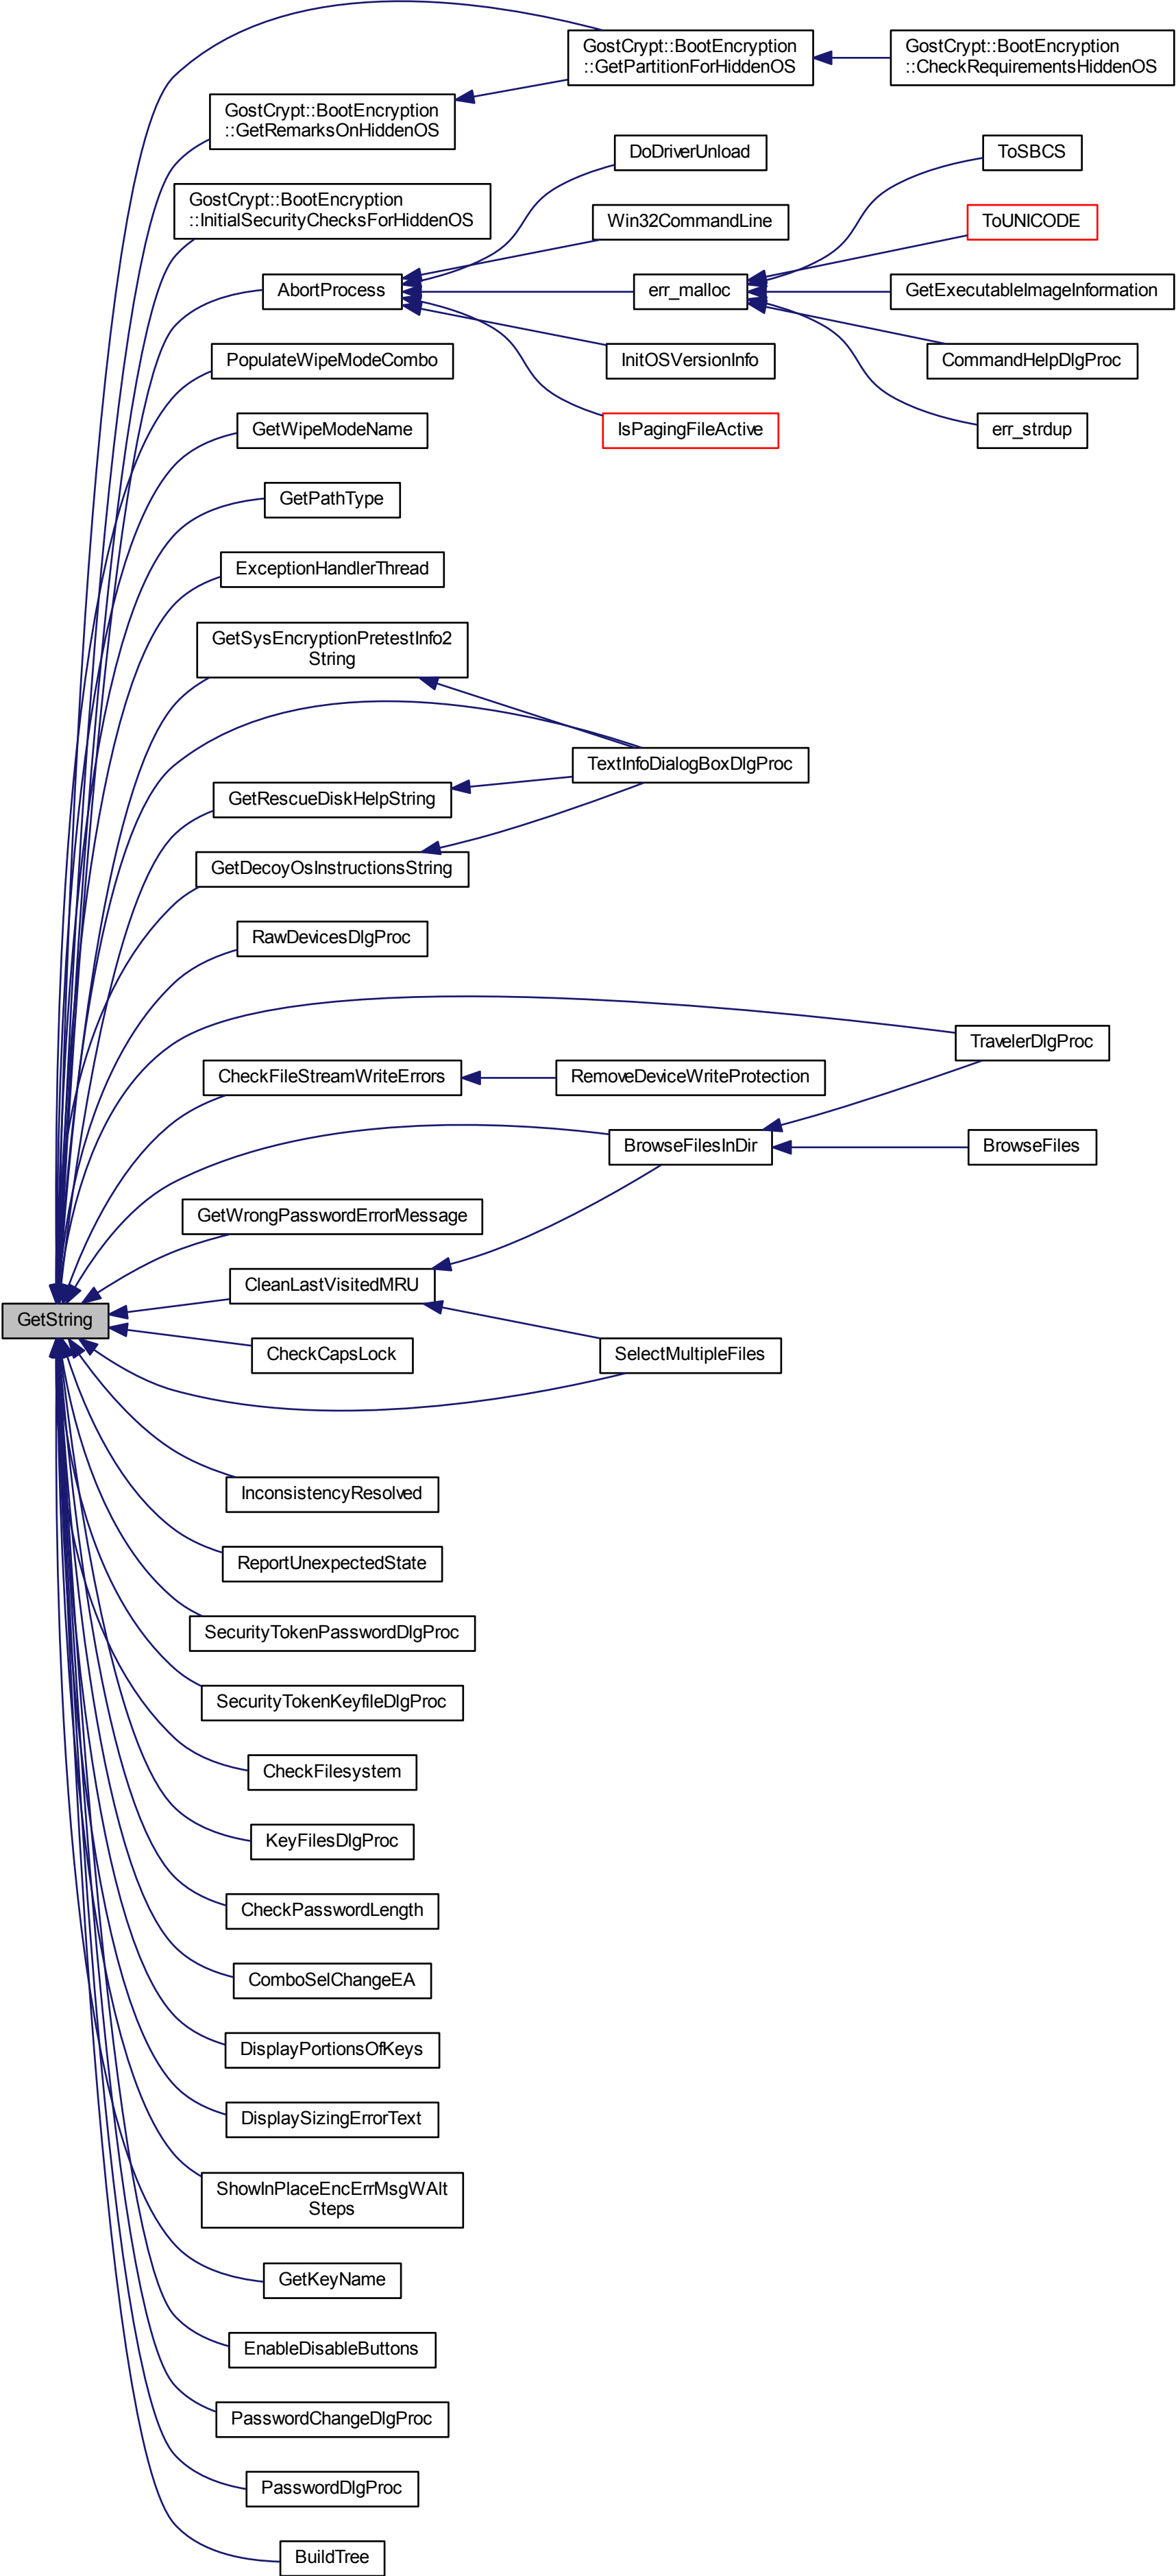 GostCrypt::BootEncryption
::GetPartitionForHiddenOS
GostCrypt::BootEncryption
::CheckRequirementsHiddenOS
GostCrypt::BootEncryption
::GetRemarksOnHiddenOS
DoDriverUnload
ToSBCS
GostCrypt::BootEncryption
::InitialSecurityChecksForHiddenOS
Win32CommandLine
ToUNICODE
AbortProcess
err_malloc
GetExecutableImageInformation
PopulateWipeModeCombo
InitOSVersionInfo
CommandHelpDlgProc
GetWipeModeName
IsPagingFileActive
err_strdup
GetPathType
ExceptionHandlerThread
GetSysEncryptionPretestInfo2
String
TextInfoDialogBoxDlgProc
GetRescueDiskHelpString
GetDecoyOsInstructionsString
RawDevicesDlgProc
TravelerDlgProc
CheckFileStreamWriteErrors
RemoveDeviceWriteProtection
BrowseFilesInDir
BrowseFiles
GetWrongPasswordErrorMessage
CleanLastVisitedMRU
GetString
CheckCapsLock
SelectMultipleFiles
InconsistencyResolved
ReportUnexpectedState
SecurityTokenPasswordDlgProc
SecurityTokenKeyfileDlgProc
CheckFilesystem
KeyFilesDlgProc
CheckPasswordLength
ComboSelChangeEA
DisplayPortionsOfKeys
DisplaySizingErrorText
ShowInPlaceEncErrMsgWAlt
Steps
GetKeyName
EnableDisableButtons
PasswordChangeDlgProc
PasswordDlgProc
BuildTree